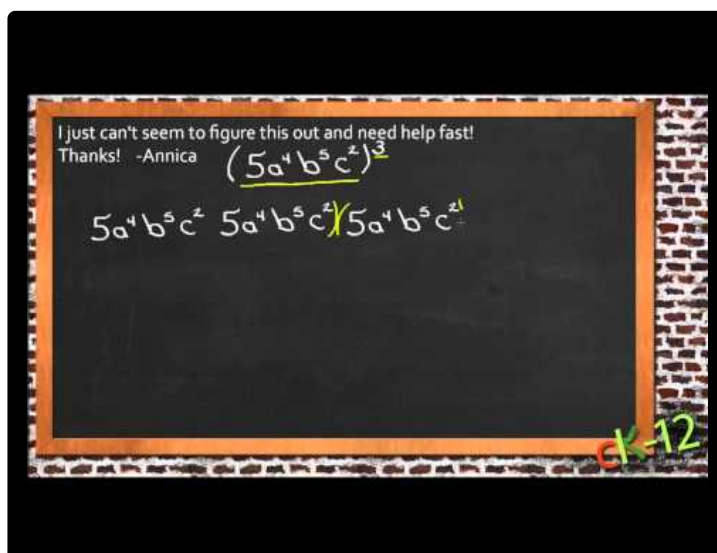 I just can't seem to figure this out and need help fast!
Thanks! -Annica
(5a⁴b⁵c²)³
5a⁴b⁵c² 5a⁴b⁵c²)(5a⁴b⁵c²
cK-12